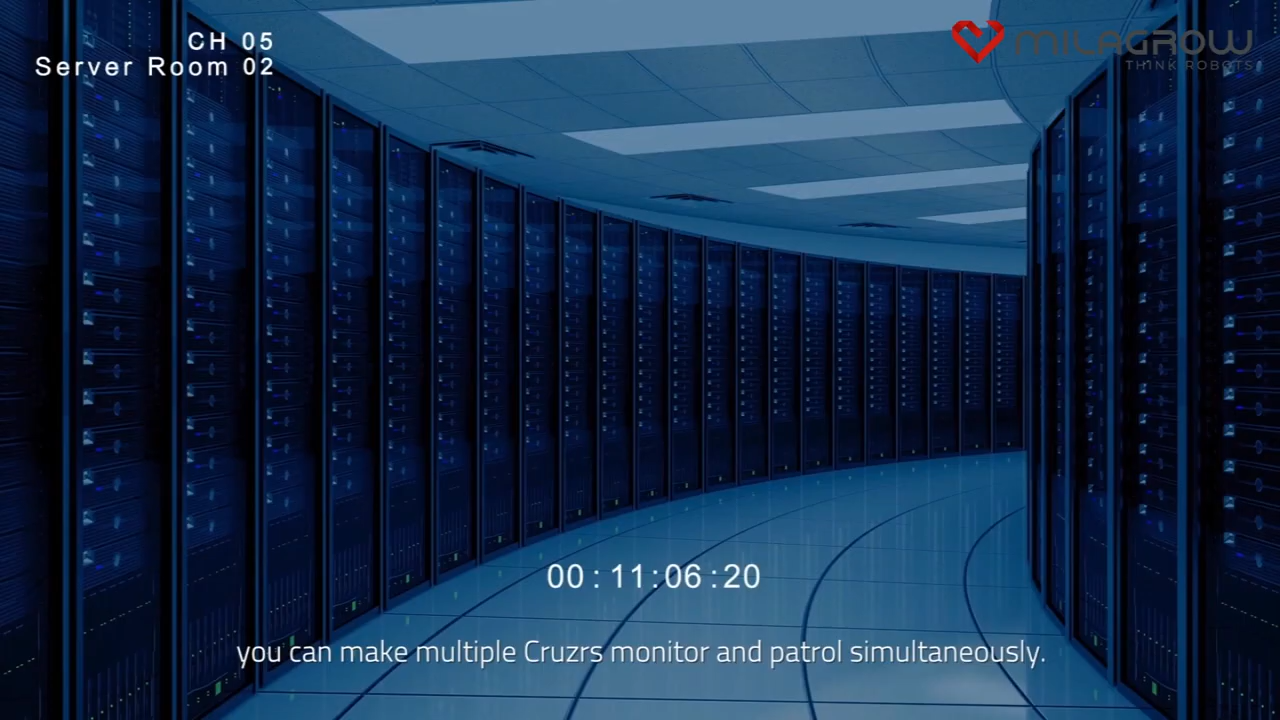 CH 05
Server Room 02
MILAGROW
THINK ROBOTS
00:11:06:20
you can make multiple Cruzrs monitor and patrol simultaneously.